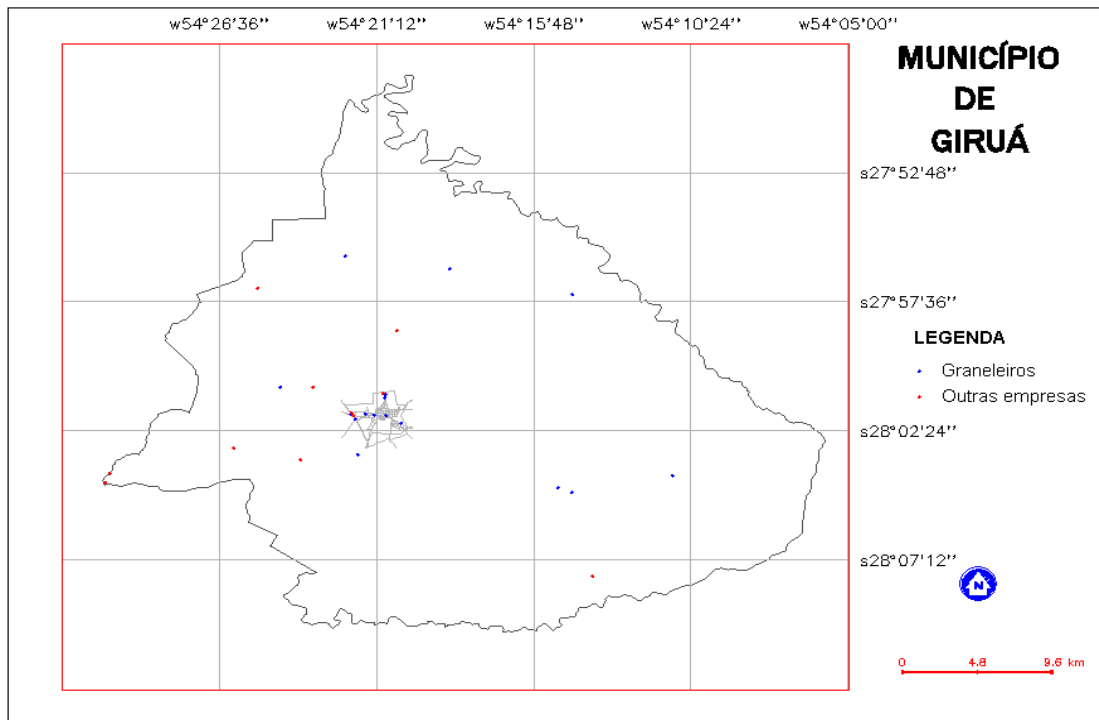 w54°26'36'' w54°21'12'' w54°15'48'' w54°10'24'' w54°05'00''
MUNICÍPIO
DE
GIRUÁ
s27°52'48''
s27°57'36''
LEGENDA
Graneleiros
Outras empresas
s28°02'24''
s28°07'12''
N
0 4.8 9.6 km